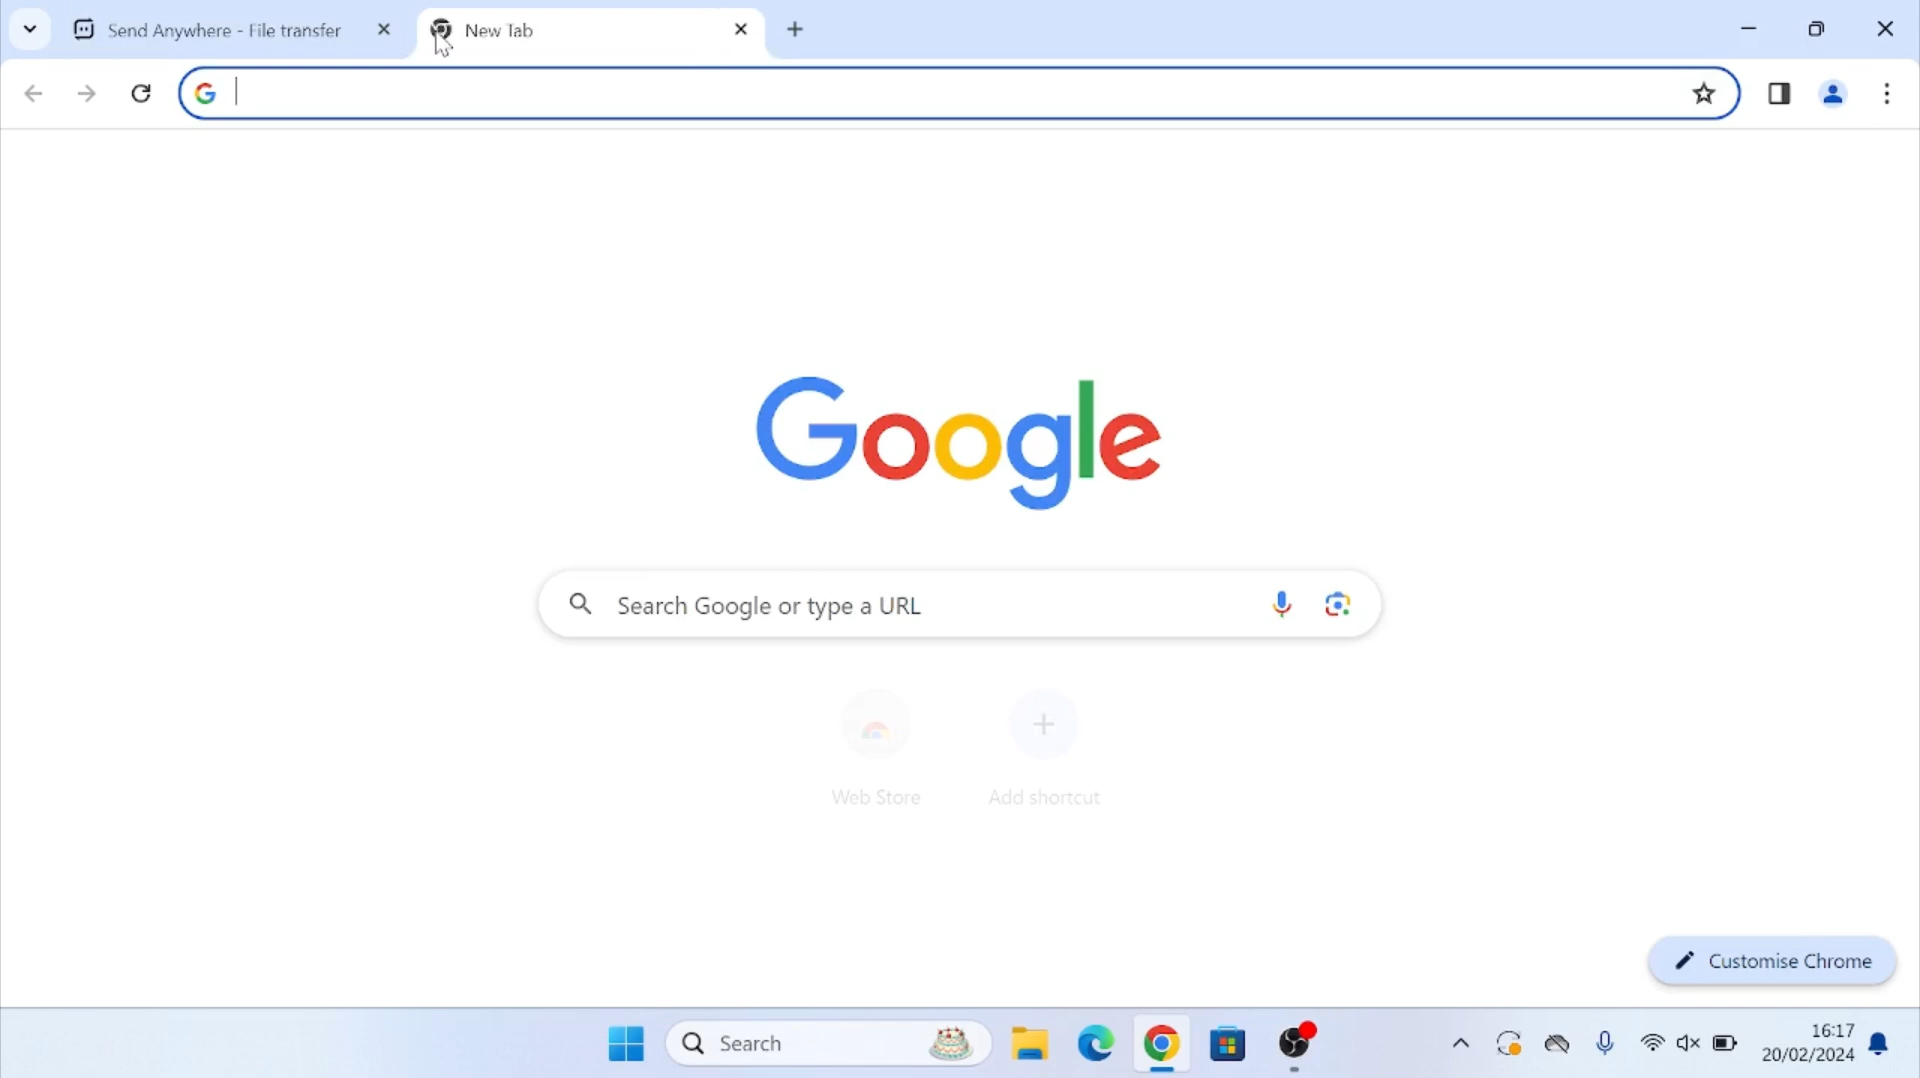 Send Anywhere - File transfer
New Tab
Google
Search Google or type a URL
Web Store
Add shortcut
Customise Chrome
Search
16:17
20/02/2024